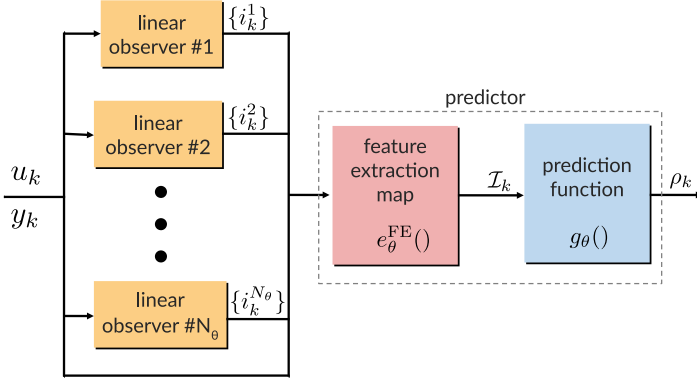 u_k
y_k
linear
observer #1
{i_k^1}
linear
observer #2
{i_k^2}
linear
observer #N_θ
{i_k^{N_θ}}
predictor
feature
extraction
map
e_θ^{FE}()
ℐ_k
prediction
function
g_θ()
ρ_k